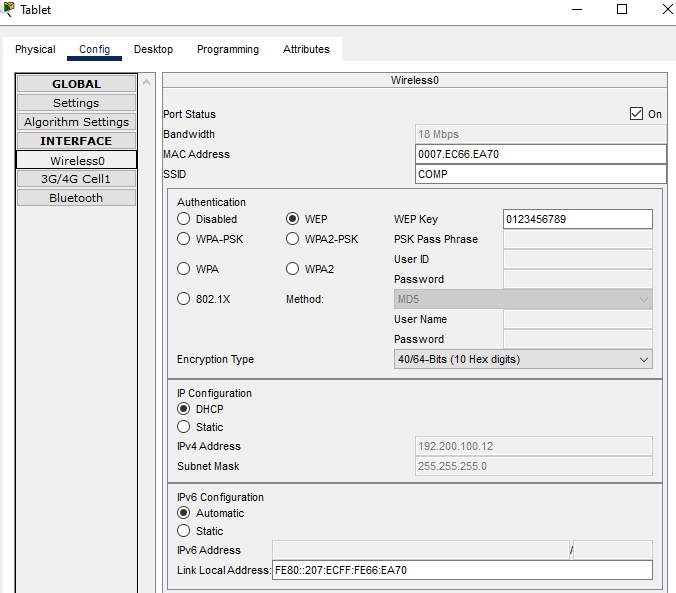 Tablet
Physical Config Desktop Programming Attributes
GLOBAL
Settings
Algorithm Settings
INTERFACE
Wireless0
3G/4G Cell1
Bluetooth
Wireless0
Port Status On
Bandwidth 18 Mbps
MAC Address 0007.EC66.EA70
SSID COMP
Authentication
Disabled WEP WEP Key 0123456789
WPA-PSK WPA2-PSK PSK Pass Phrase
User ID
WPA WPA2
Password
802.1X Method: MD5
User Name
Password
Encryption Type 40/64-Bits (10 Hex digits)
IP Configuration
DHCP
Static
IPv4 Address 192.200.100.12
Subnet Mask 255.255.255.0
IPv6 Configuration
Automatic
Static
IPv6 Address /
Link Local Address: FE80::207:ECFF:FE66:EA70